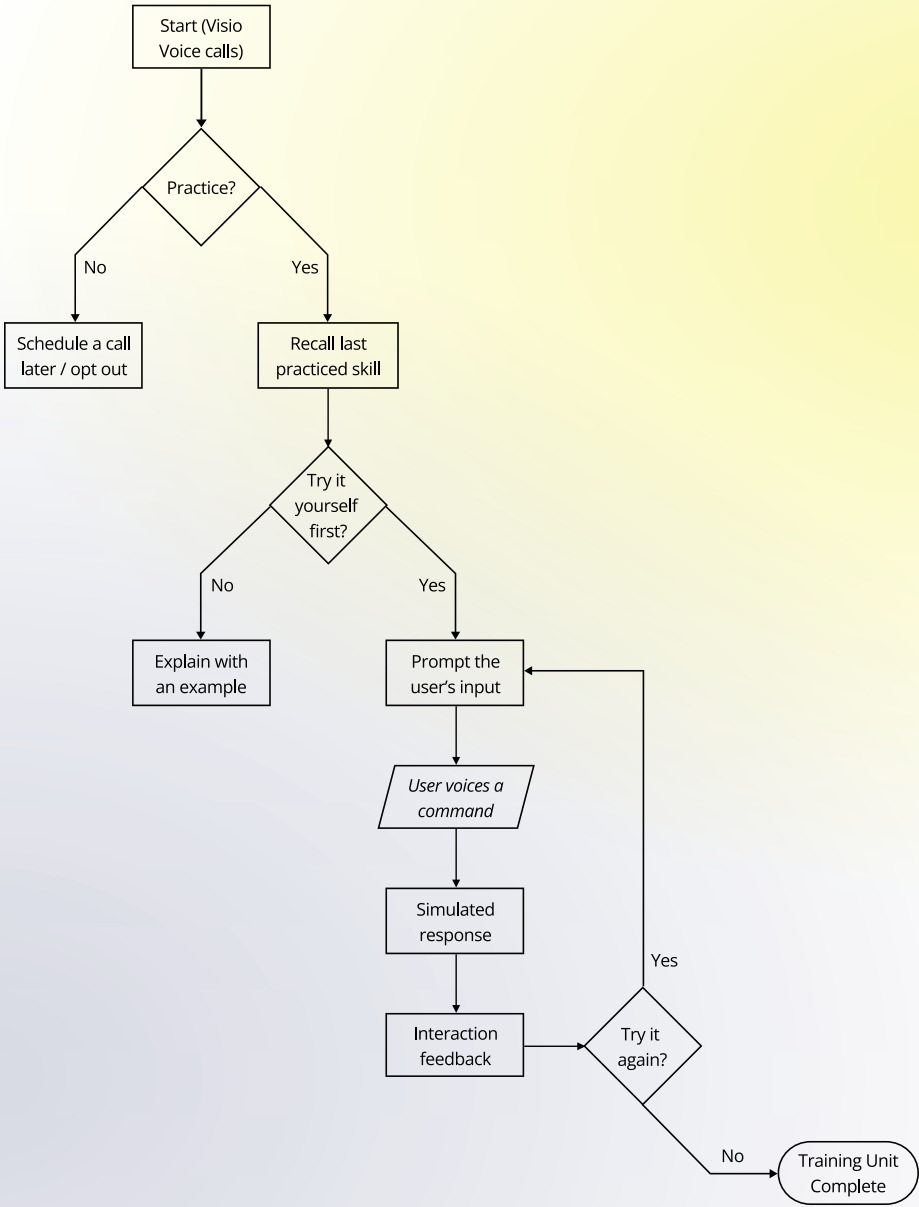 Start (Visio
Voice calls)
Practice?
No
Yes
Schedule a call
later / opt out
Recall last
practiced skill
Try it
yourself
first?
No
Yes
Explain with
an example
Prompt the
user’s input
User voices a
command
Simulated
response
Yes
Interaction
feedback
Try it
again?
No
Training Unit
Complete